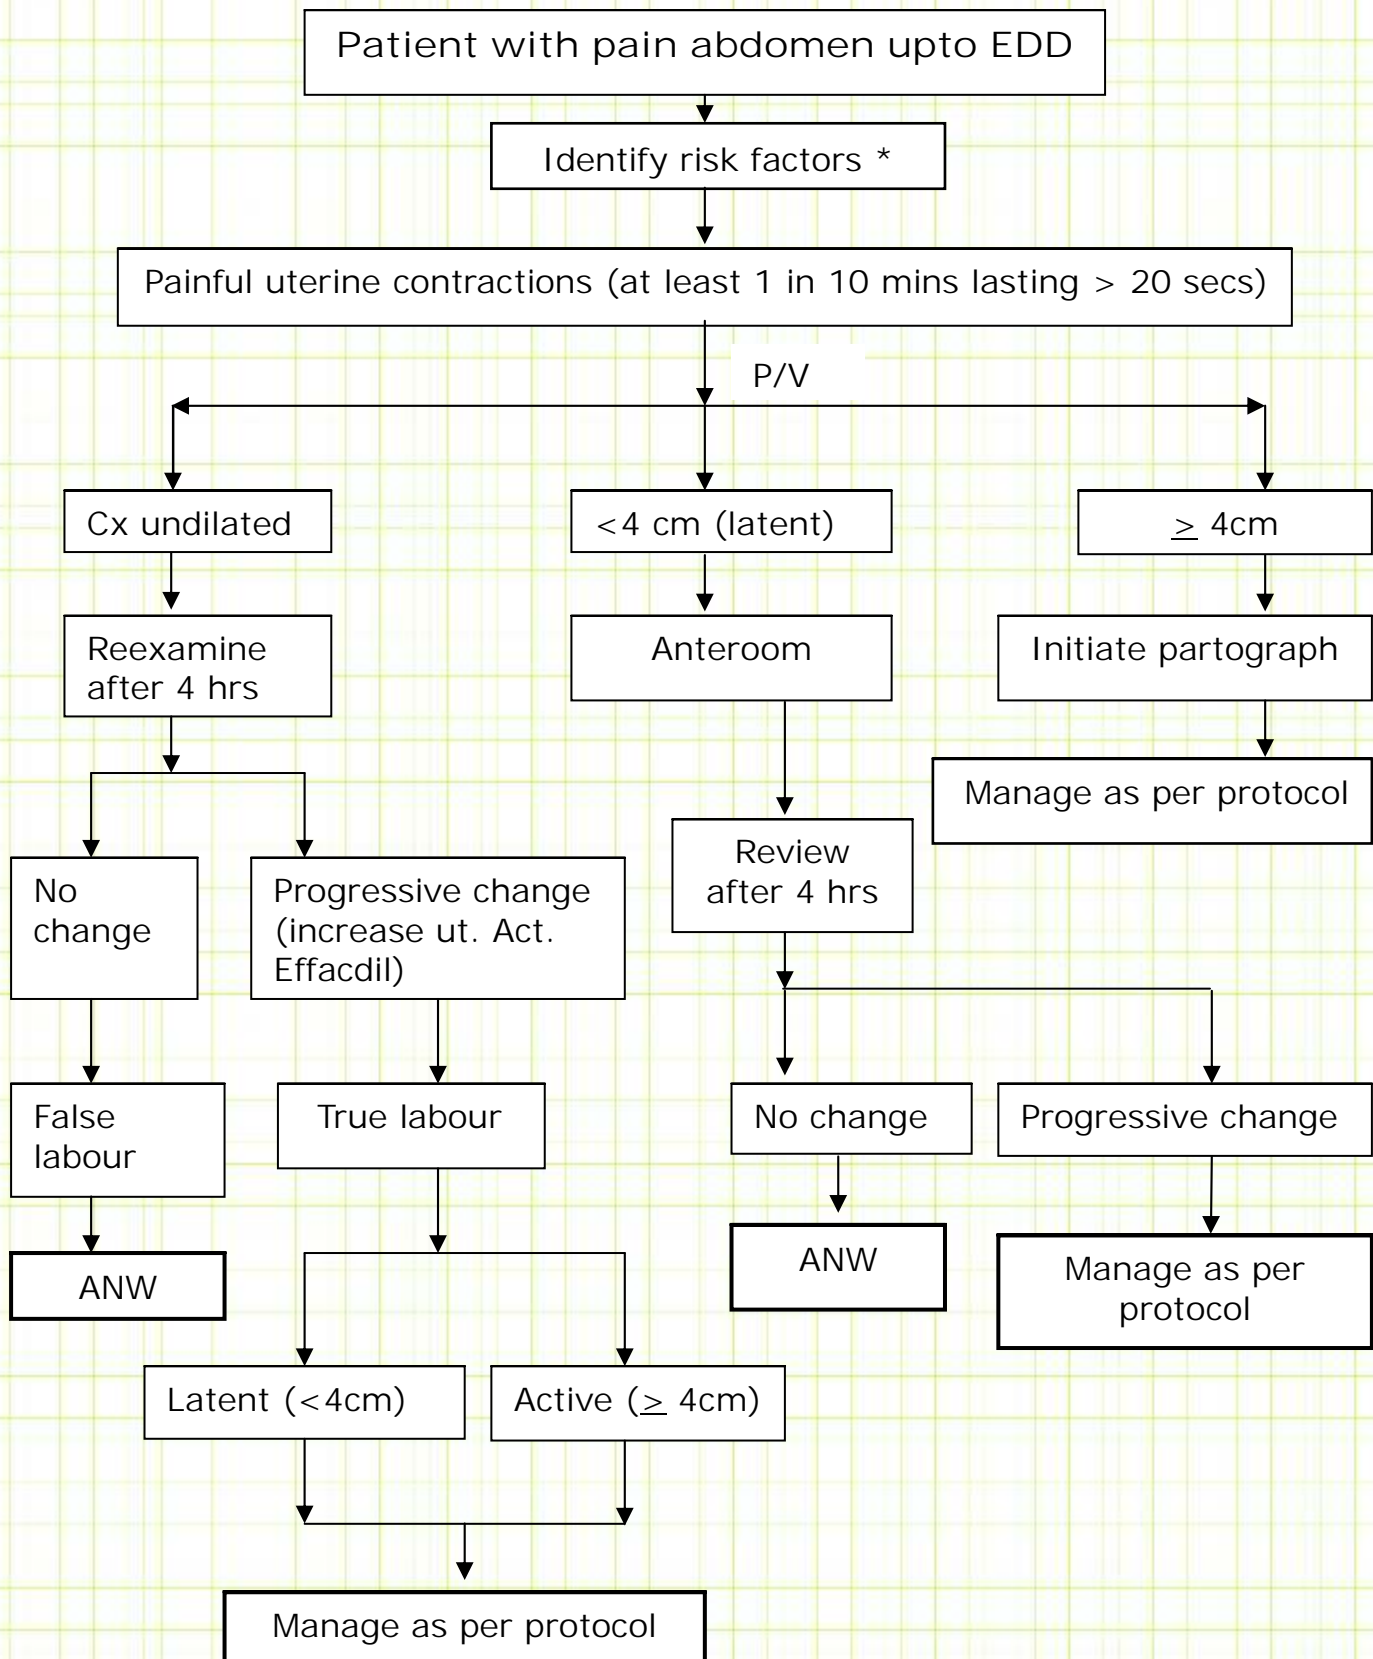 Patient with pain abdomen upto EDD
Identify risk factors *
Painful uterine contractions (at least 1 in 10 mins lasting > 20 secs)
P/V
Cx undilated
<4 cm (latent)
≥ 4cm
Reexamine
after 4 hrs
Anteroom
Initiate partograph
Manage as per protocol
Review
after 4 hrs
No
change
Progressive change
(increase ut. Act.
Effacdil)
False
labour
True labour
No change
Progressive change
ANW
ANW
Manage as per
protocol
Latent (<4cm)
Active (≥ 4cm)
Manage as per protocol